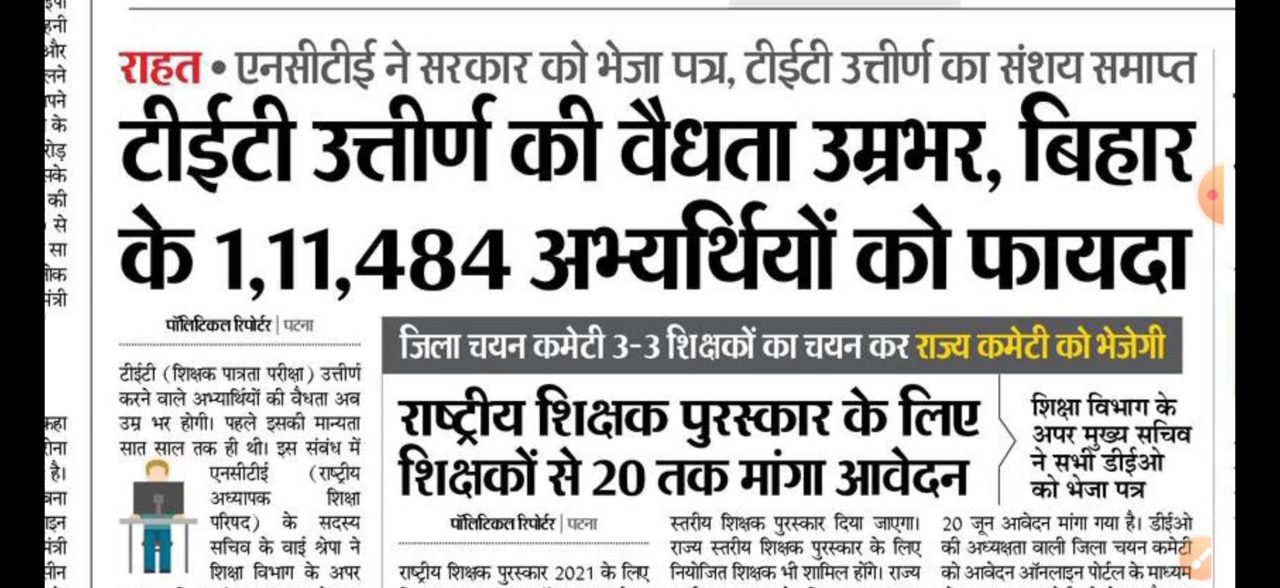 राहत • एनसीटीई ने सरकार को भेजा पत्र, टीईटी उत्तीर्ण का संशय समाप्त
टीईटी उत्तीर्ण की वैधता उम्रभर, बिहार
के 1,11,484 अभ्यर्थियों को फायदा
पॉलिटिकल रिपोर्टर | पटना
टीईटी (शिक्षक पात्रता परीक्षा) उत्तीर्ण
करने वाले अभ्यार्थियों की वैधता अब
उम्र भर होगी। पहले इसकी मान्यता
सात साल तक ही थी। इस संबंध में
एनसीटीई (राष्ट्रीय
अध्यापक शिक्षा
परिषद) के सदस्य
सचिव के वाई श्रेपा ने
शिक्षा विभाग के अपर
जिला चयन कमेटी 3-3 शिक्षकों का चयन कर राज्य कमेटी को भेजेगी
राष्ट्रीय शिक्षक पुरस्कार के लिए
शिक्षकों से 20 तक मांगा आवेदन
शिक्षा विभाग के
अपर मुख्य सचिव
ने सभी डीईओ
को भेजा पत्र
पॉलिटिकल रिपोर्टर | पटना
राष्ट्रीय शिक्षक पुरस्कार 2021 के लिए
स्तरीय शिक्षक पुरस्कार दिया जाएगा।
राज्य स्तरीय शिक्षक पुरस्कार के लिए
नियोजित शिक्षक भी शामिल होंगे। राज्य
20 जून आवेदन मांगा गया है। डीईओ
की अध्यक्षता वाली जिला चयन कमेटी
को आवेदन ऑनलाइन पोर्टल के माध्यम